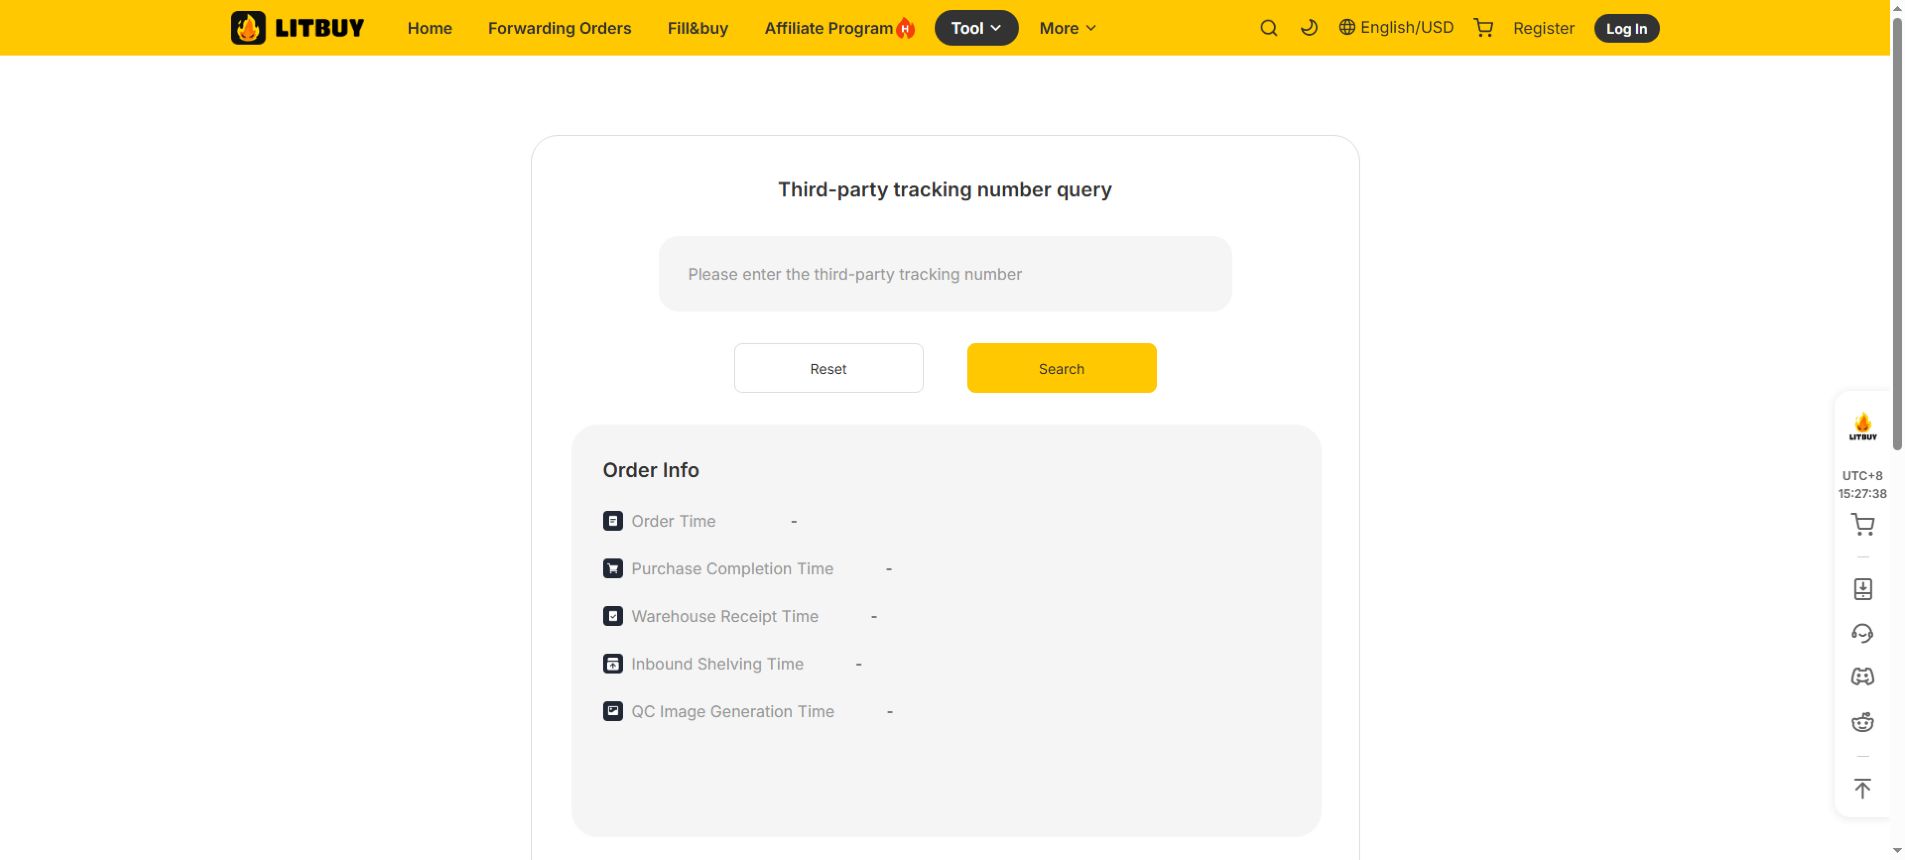 LITBUY
Home
Forwarding Orders
Fill&buy
Affiliate Program
H
Tool
More
English/USD
Register
Log In
Third-party tracking number query
Please enter the third-party tracking number
Reset
Search
Order Info
Order Time -
Purchase Completion Time -
Warehouse Receipt Time -
Inbound Shelving Time -
QC Image Generation Time -
LITBUY
UTC+8
15:27:38